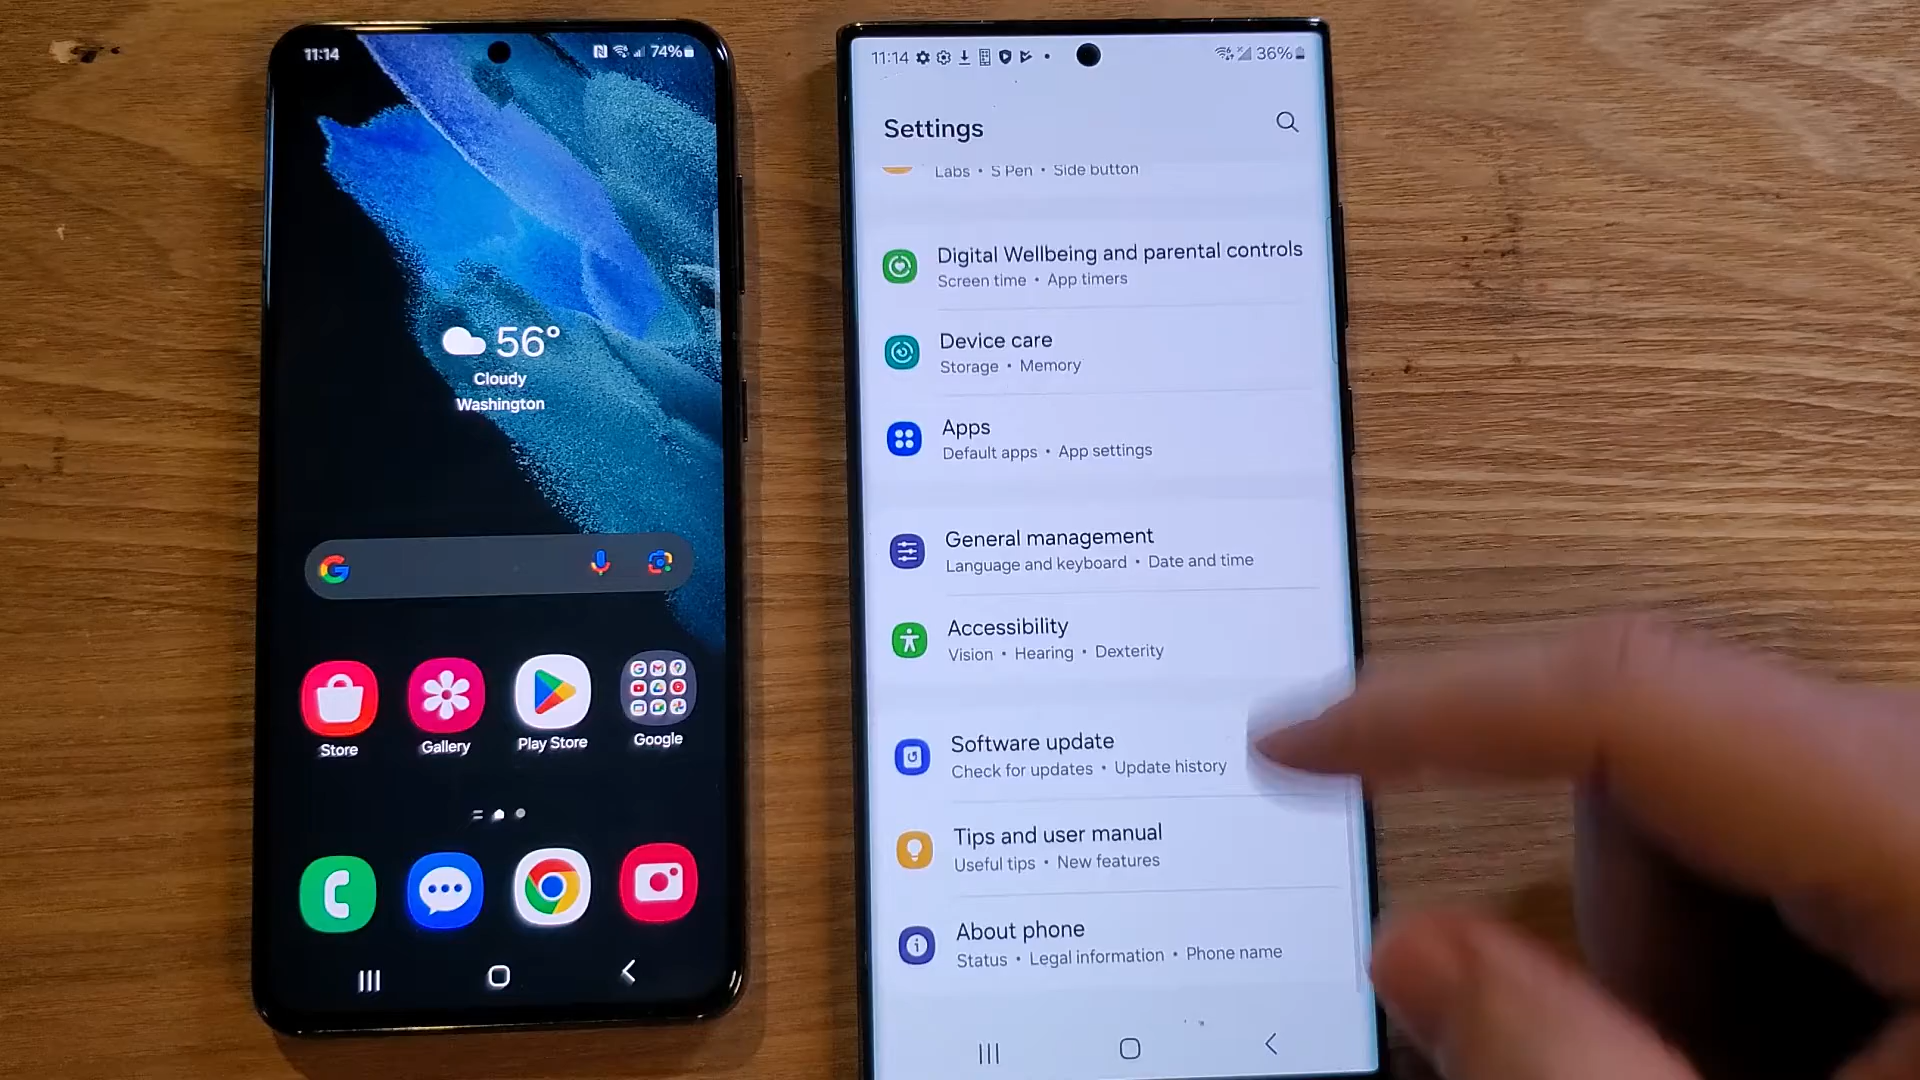 11:14
74%
56°
Cloudy
Washington
Store
Gallery
Play Store
Google
11:14
36%
Settings
Labs • S Pen • Side button
Digital Wellbeing and parental controls
Screen time • App timers
Device care
Storage • Memory
Apps
Default apps • App settings
General management
Language and keyboard • Date and time
Accessibility
Vision • Hearing • Dexterity
Software update
Check for updates • Update history
Tips and user manual
Useful tips • New features
About phone
Status • Legal information • Phone name